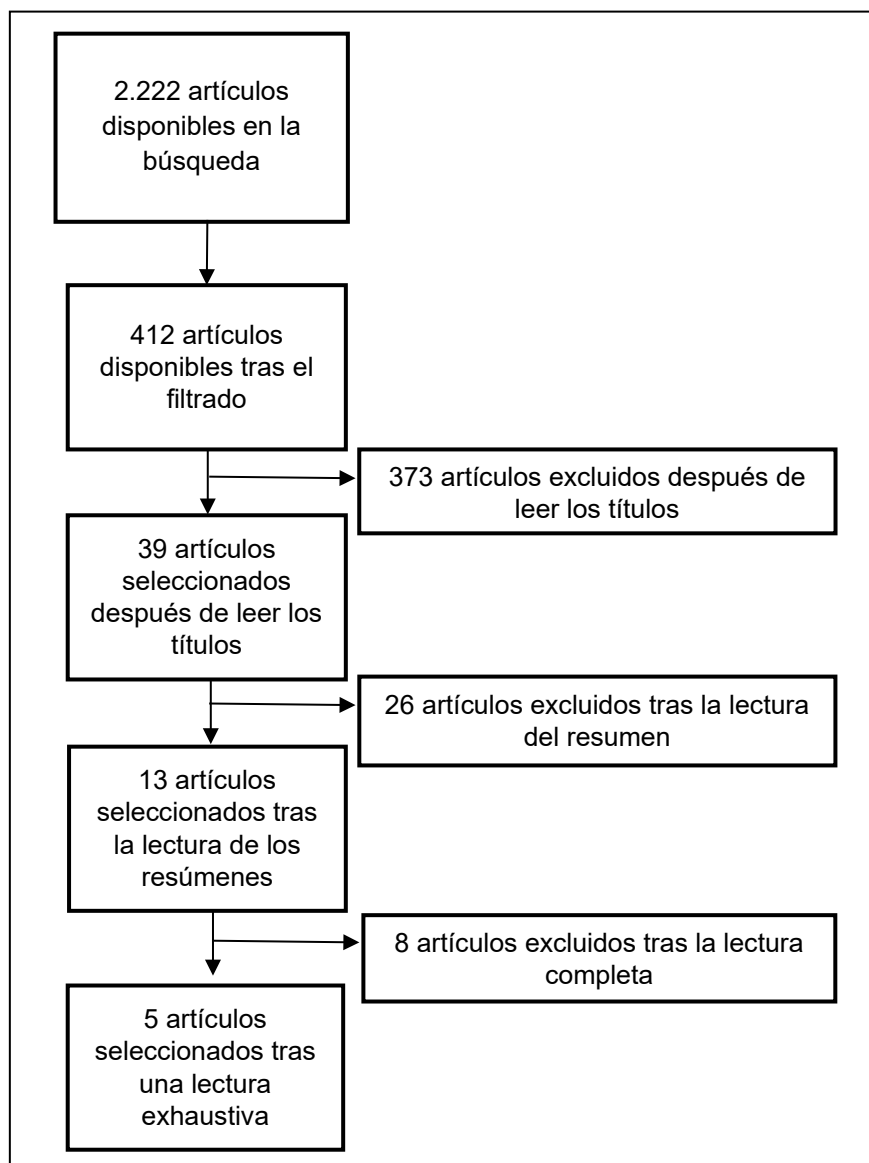 2.222 artículos
disponibles en la
búsqueda
412 artículos
disponibles tras el
filtrado
373 artículos excluidos después de
leer los títulos
39 artículos
seleccionados
después de leer los
títulos
26 artículos excluidos tras la lectura
del resumen
13 artículos
seleccionados tras
la lectura de los
resúmenes
8 artículos excluidos tras la lectura
completa
5 artículos
seleccionados tras
una lectura
exhaustiva